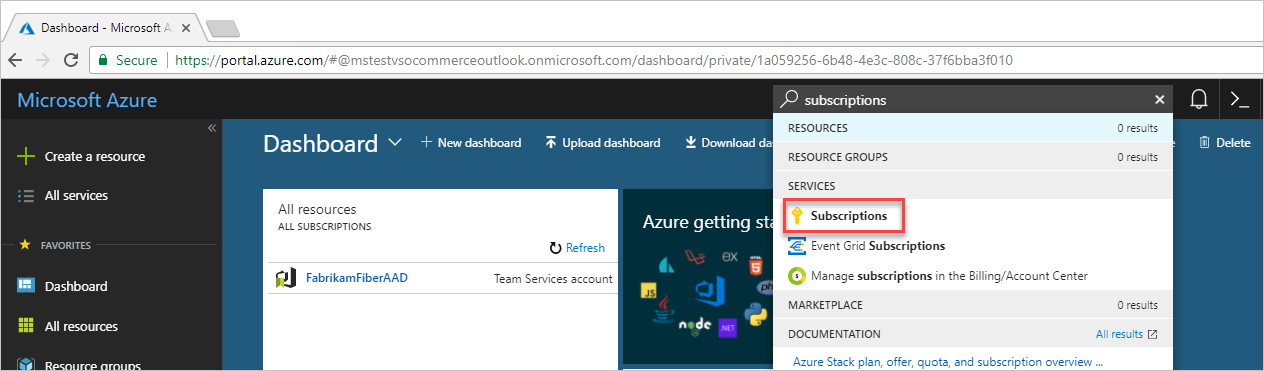 Dashboard - Microsoft A
Secure https://portal.azure.com/#@mstestvsocommerceoutlook.onmicrosoft.com/dashboard/private/1a059256-6b48-4e3c-808c-37f6bba3f010
Microsoft Azure
subscriptions
Create a resource
All services
FAVORITES
Dashboard
All resources
Resource groups
Dashboard
New dashboard
Upload dashboard
Download das
Delete
All resources
ALL SUBSCRIPTIONS
Refresh
FabrikamFiberAAD Team Services account
Azure getting sta
ex
HTML
JS
php
node
.NET
RESOURCES 0 results
RESOURCE GROUPS 0 results
SERVICES
Subscriptions
Event Grid Subscriptions
Manage subscriptions in the Billing/Account Center
MARKETPLACE 0 results
DOCUMENTATION All results
Azure Stack plan, offer, quota, and subscription overview ...